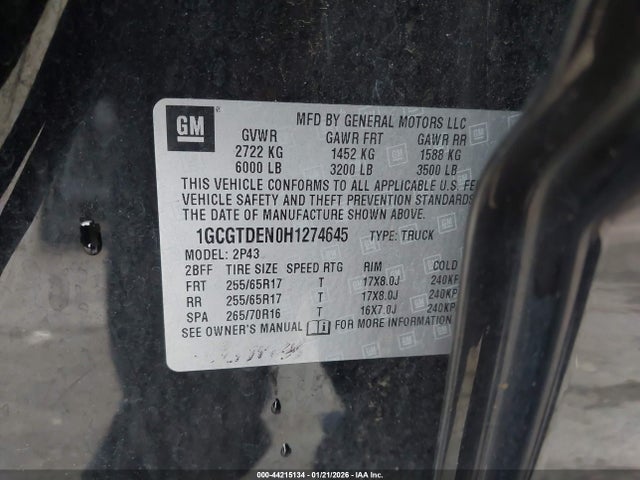 GM ®
MFD BY GENERAL MOTORS LLC
GVWR GAWR FRT GAWR RR
2722 KG 1452 KG 1588 KG
6000 LB 3200 LB 3500 LB
THIS VEHICLE CONFORMS TO ALL APPLICABLE U.S. FE
VEHICLE SAFETY AND THEFT PREVENTION STANDARDS
THE DATE OF MANUFACTURE SHOWN ABOVE.
1GCGTDEN0H1274645 TYPE: TRUCK
MODEL: 2P43
2BFF TIRE SIZE SPEED RTG RIM COLD
FRT 255/65R17 T 17X8.0J 240KP
RR 255/65R17 T 17X8.0J 240KP
SPA 265/70R16 T 16X7.0J 240KP
SEE OWNER'S MANUAL FOR MORE INFORMATION
000-44215134 | 01/21/2026 - IAA Inc.